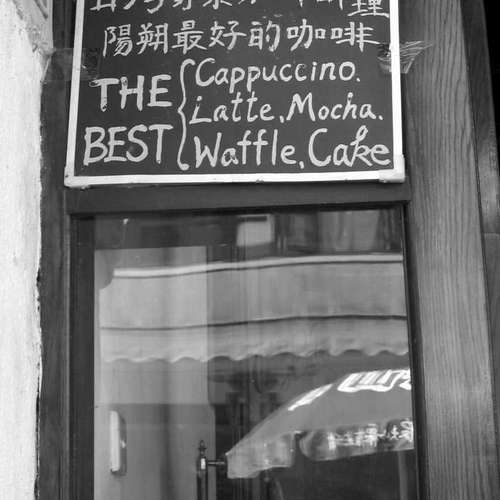 陽朔最好的咖啡
THE BEST { Cappuccino.
Latte, Mocha.
Waffle, Cake